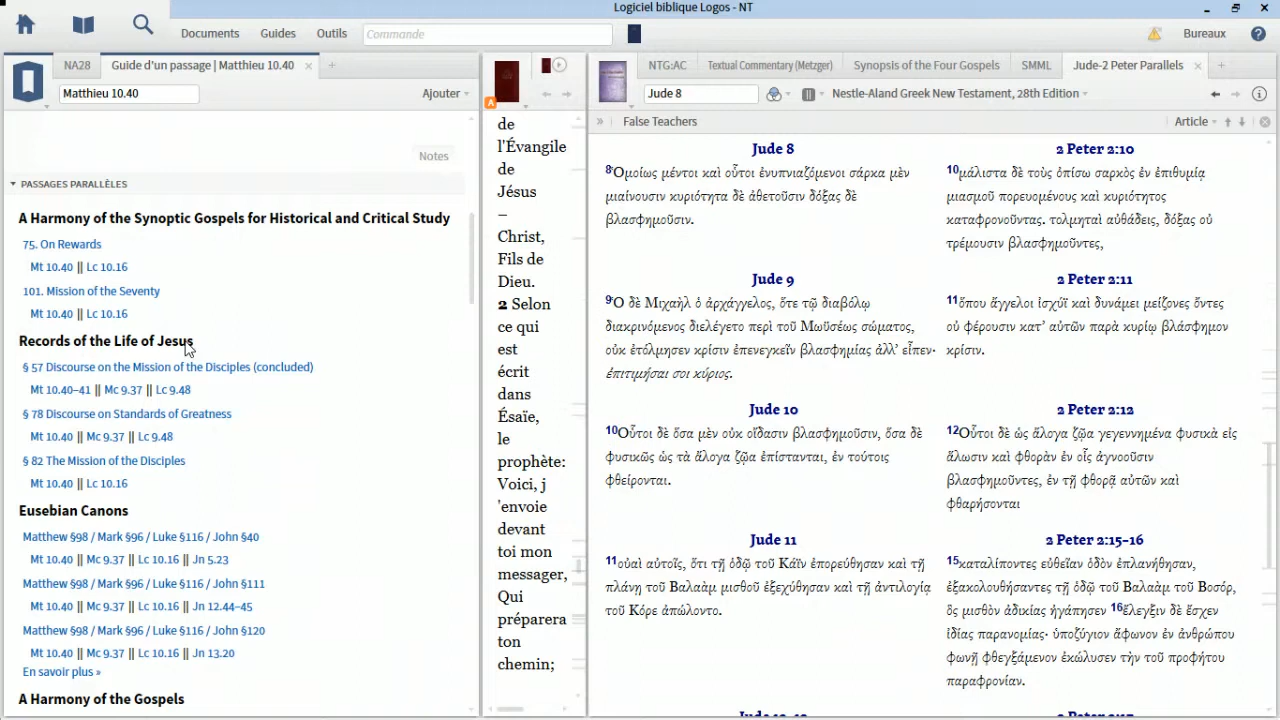 Logiciel biblique Logos - NT
Documents
Guides
Outils
Commande
Bureaux
NA28
Guide d'un passage | Matthieu 10.40
Matthieu 10.40
Ajouter
Notes
PASSAGES PARALLÈLES
A Harmony of the Synoptic Gospels for Historical and Critical Study
75. On Rewards
Mt 10.40 || Lc 10.16
101. Mission of the Seventy
Mt 10.40 || Lc 10.16
Records of the Life of Jesus
§ 57 Discourse on the Mission of the Disciples (concluded)
Mt 10.40–41 || Mc 9.37 || Lc 9.48
§ 78 Discourse on Standards of Greatness
Mt 10.40 || Mc 9.37 || Lc 9.48
§ 82 The Mission of the Disciples
Mt 10.40 || Lc 10.16
Eusebian Canons
Matthew §98 / Mark §96 / Luke §116 / John §40
Mt 10.40 || Mc 9.37 || Lc 10.16 || Jn 5.23
Matthew §98 / Mark §96 / Luke §116 / John §111
Mt 10.40 || Mc 9.37 || Lc 10.16 || Jn 12.44–45
Matthew §98 / Mark §96 / Luke §116 / John §120
Mt 10.40 || Mc 9.37 || Lc 10.16 || Jn 13.20
En savoir plus »
A Harmony of the Gospels
A
de
l'Évangile
de
Jésus
–
Christ,
Fils de
Dieu.
2 Selon
ce qui
est
écrit
dans
Ésaïe,
le
prophète:
Voici, j
'envoie
devant
toi mon
messager,
Qui
préparera
ton
chemin;
NTG:AC
Textual Commentary (Metzger)
Synopsis of the Four Gospels
SMML
Jude-2 Peter Parallels
Jude 8
Nestle-Aland Greek New Testament, 28th Edition
» False Teachers
Article
Jude 8
8 Ὁμοίως μέντοι καὶ οὗτοι ἐνυπνιαζόμενοι σάρκα μὲν
μιαίνουσιν κυριότητα δὲ ἀθετοῦσιν δόξας δὲ
βλασφημοῦσιν.
2 Peter 2:10
10 μάλιστα δὲ τοὺς ὀπίσω σαρκὸς ἐν ἐπιθυμίᾳ
μιασμοῦ πορευομένους καὶ κυριότητος
καταφρονοῦντας. τολμηταὶ αὐθάδεις, δόξας οὐ
τρέμουσιν βλασφημοῦντες,
Jude 9
9 Ὁ δὲ Μιχαὴλ ὁ ἀρχάγγελος, ὅτε τῷ διαβόλῳ
διακρινόμενος διελέγετο περὶ τοῦ Μωϋσέως σώματος,
οὐκ ἐτόλμησεν κρίσιν ἐπενεγκεῖν βλασφημίας ἀλλ’ εἶπεν·
ἐπιτιμήσαι σοι κύριος.
2 Peter 2:11
11 ὅπου ἄγγελοι ἰσχύϊ καὶ δυνάμει μείζονες ὄντες
οὐ φέρουσιν κατ’ αὐτῶν παρὰ κυρίῳ βλάσφημον
κρίσιν.
Jude 10
10 Οὗτοι δὲ ὅσα μὲν οὐκ οἴδασιν βλασφημοῦσιν, ὅσα δὲ
φυσικῶς ὡς τὰ ἄλογα ζῷα ἐπίστανται, ἐν τούτοις
φθείρονται.
2 Peter 2:12
12 Οὗτοι δὲ ὡς ἄλογα ζῷα γεγεννημένα φυσικὰ εἰς
ἅλωσιν καὶ φθορὰν ἐν οἷς ἀγνοοῦσιν
βλασφημοῦντες, ἐν τῇ φθορᾷ αὐτῶν καὶ
φθαρήσονται
Jude 11
11 οὐαὶ αὐτοῖς, ὅτι τῇ ὁδῷ τοῦ Κάϊν ἐπορεύθησαν καὶ τῇ
πλάνῃ τοῦ Βαλαὰμ μισθοῦ ἐξεχύθησαν καὶ τῇ ἀντιλογίᾳ
τοῦ Κόρε ἀπώλοντο.
2 Peter 2:15–16
15 καταλίποντες εὐθεῖαν ὁδὸν ἐπλανήθησαν,
ἐξακολουθήσαντες τῇ ὁδῷ τοῦ Βαλαὰμ τοῦ Βοσόρ,
ὃς μισθὸν ἀδικίας ἠγάπησεν 16 ἔλεγξιν δὲ ἔσχεν
ἰδίας παρανομίας· ὑποζύγιον ἄφωνον ἐν ἀνθρώπου
φωνῇ φθεγξάμενον ἐκώλυσεν τὴν τοῦ προφήτου
παραφρονίαν.